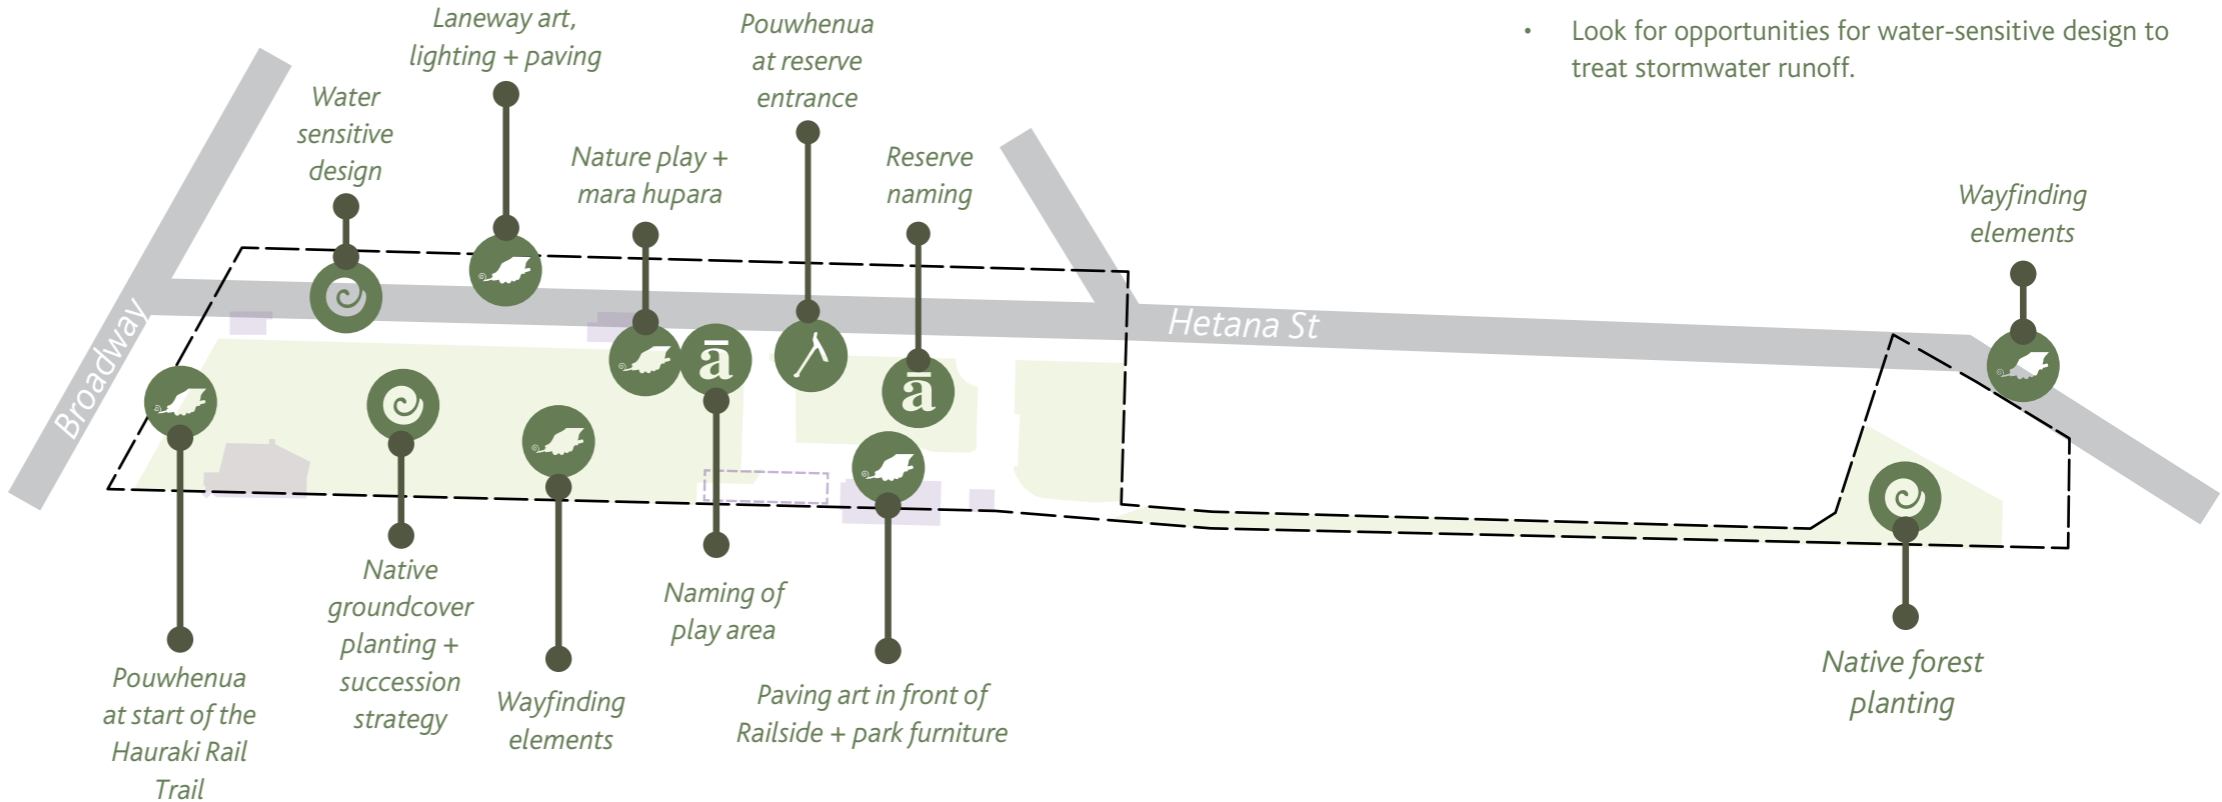 Laneway art,
lighting + paving
Pouwhenua
at reserve
entrance
• Look for opportunities for water-sensitive design to
treat stormwater runoff.
Water
sensitive
design
Nature play +
mara hupara
Reserve
naming
Wayfinding
elements
Broadway
Hetana St
ā
ā
Pouwhenua
at start of the
Hauraki Rail
Trail
Native
groundcover
planting +
succession
strategy
Wayfinding
elements
Naming of
play area
Paving art in front of
Railside + park furniture
Native forest
planting